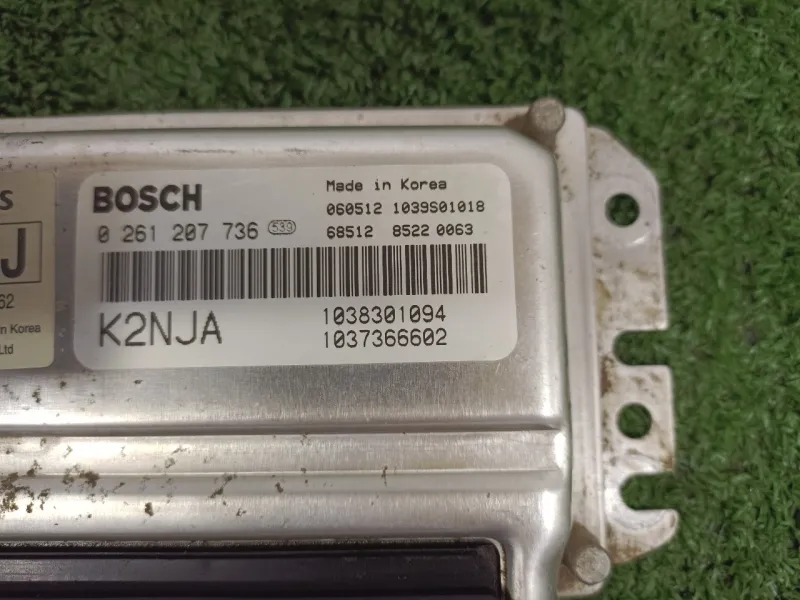 S
J
62
n Korea
Ltd
BOSCH
Made in Korea
060512 1039S01018
0 261 207 736 539
68512 8522 0063
K2NJA
1038301094
1037366602